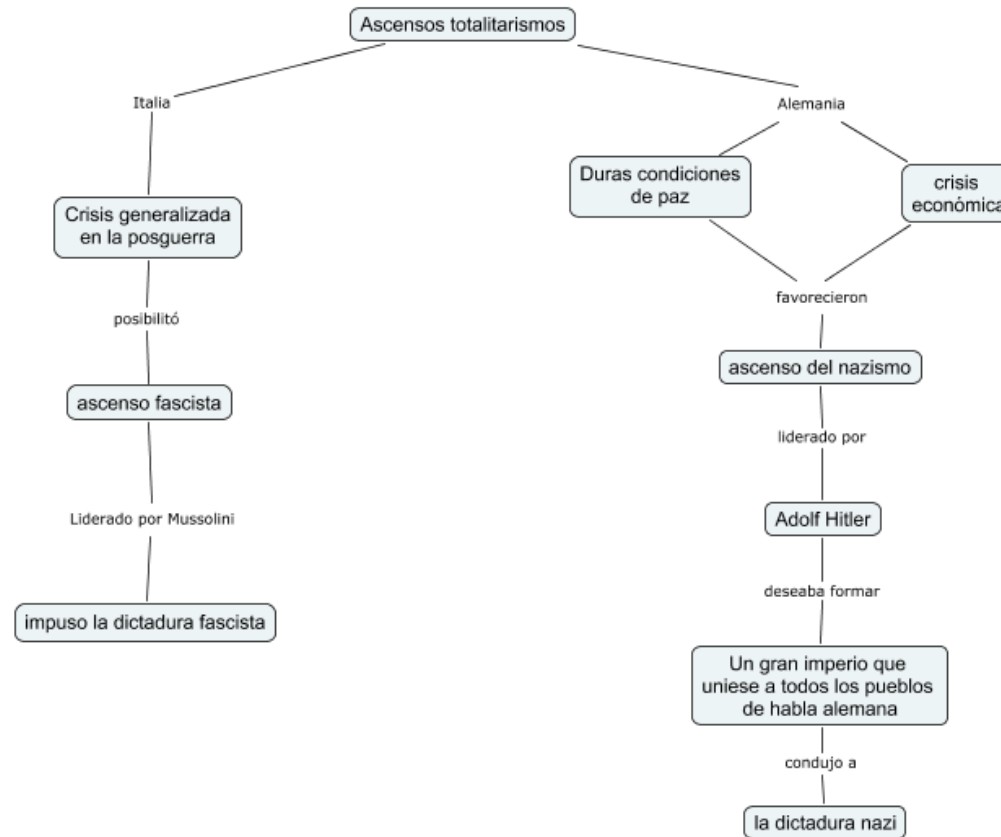 Ascensos totalitarismos
Italia
Alemania
Crisis generalizada
en la posguerra
Duras condiciones
de paz
crisis
económica
posibilitó
favorecieron
ascenso fascista
ascenso del nazismo
liderado por
Liderado por Mussolini
Adolf Hitler
deseaba formar
impuso la dictadura fascista
Un gran imperio que
uniese a todos los pueblos
de habla alemana
condujo a
la dictadura nazi